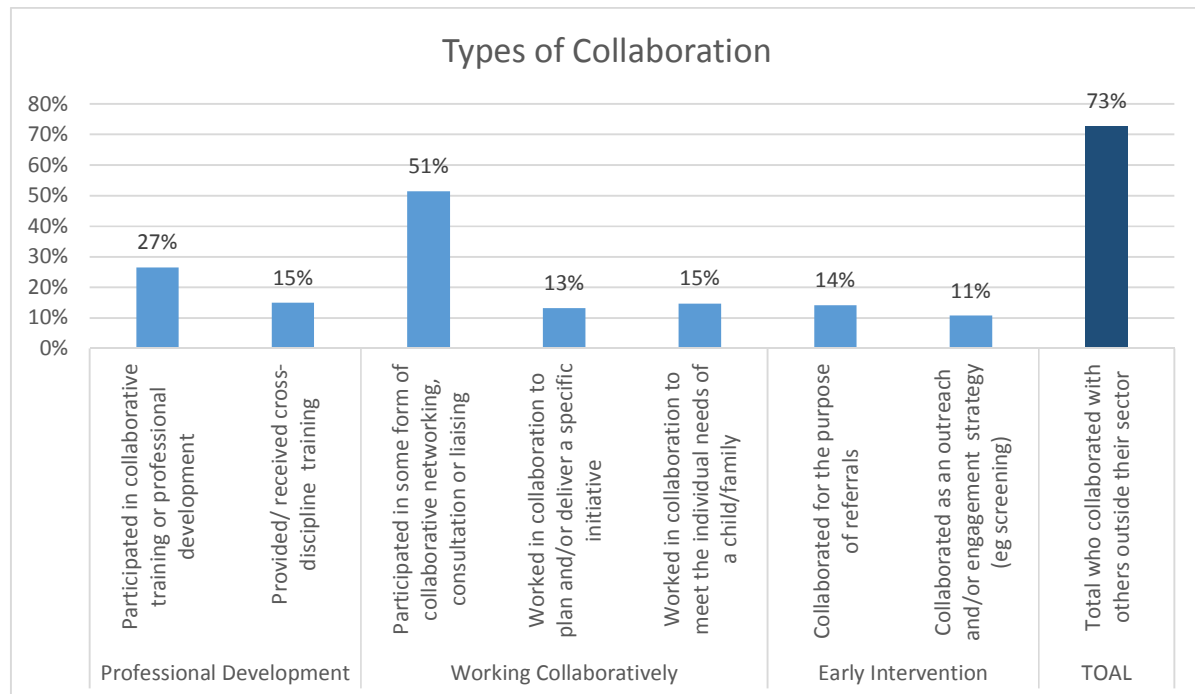 Types of Collaboration
80%
70%
60%
50%
40%
30%
20%
10%
0%
27%
15%
51%
13%
15%
14%
11%
73%
Participated in collaborative
training or professional
development
Provided/ received cross-
discipline training
Participated in some form of
collaborative networking,
consultation or liaising
Worked in collaboration to
plan and/or deliver a specific
initiative
Worked in collaboration to
meet the individual needs of
a child/family
Collaborated for the purpose
of referrals
Collaborated as an outreach
and/or engagement strategy
(eg screening)
Total who collaborated with
others outside their sector
Professional Development
Working Collaboratively
Early Intervention
TOAL